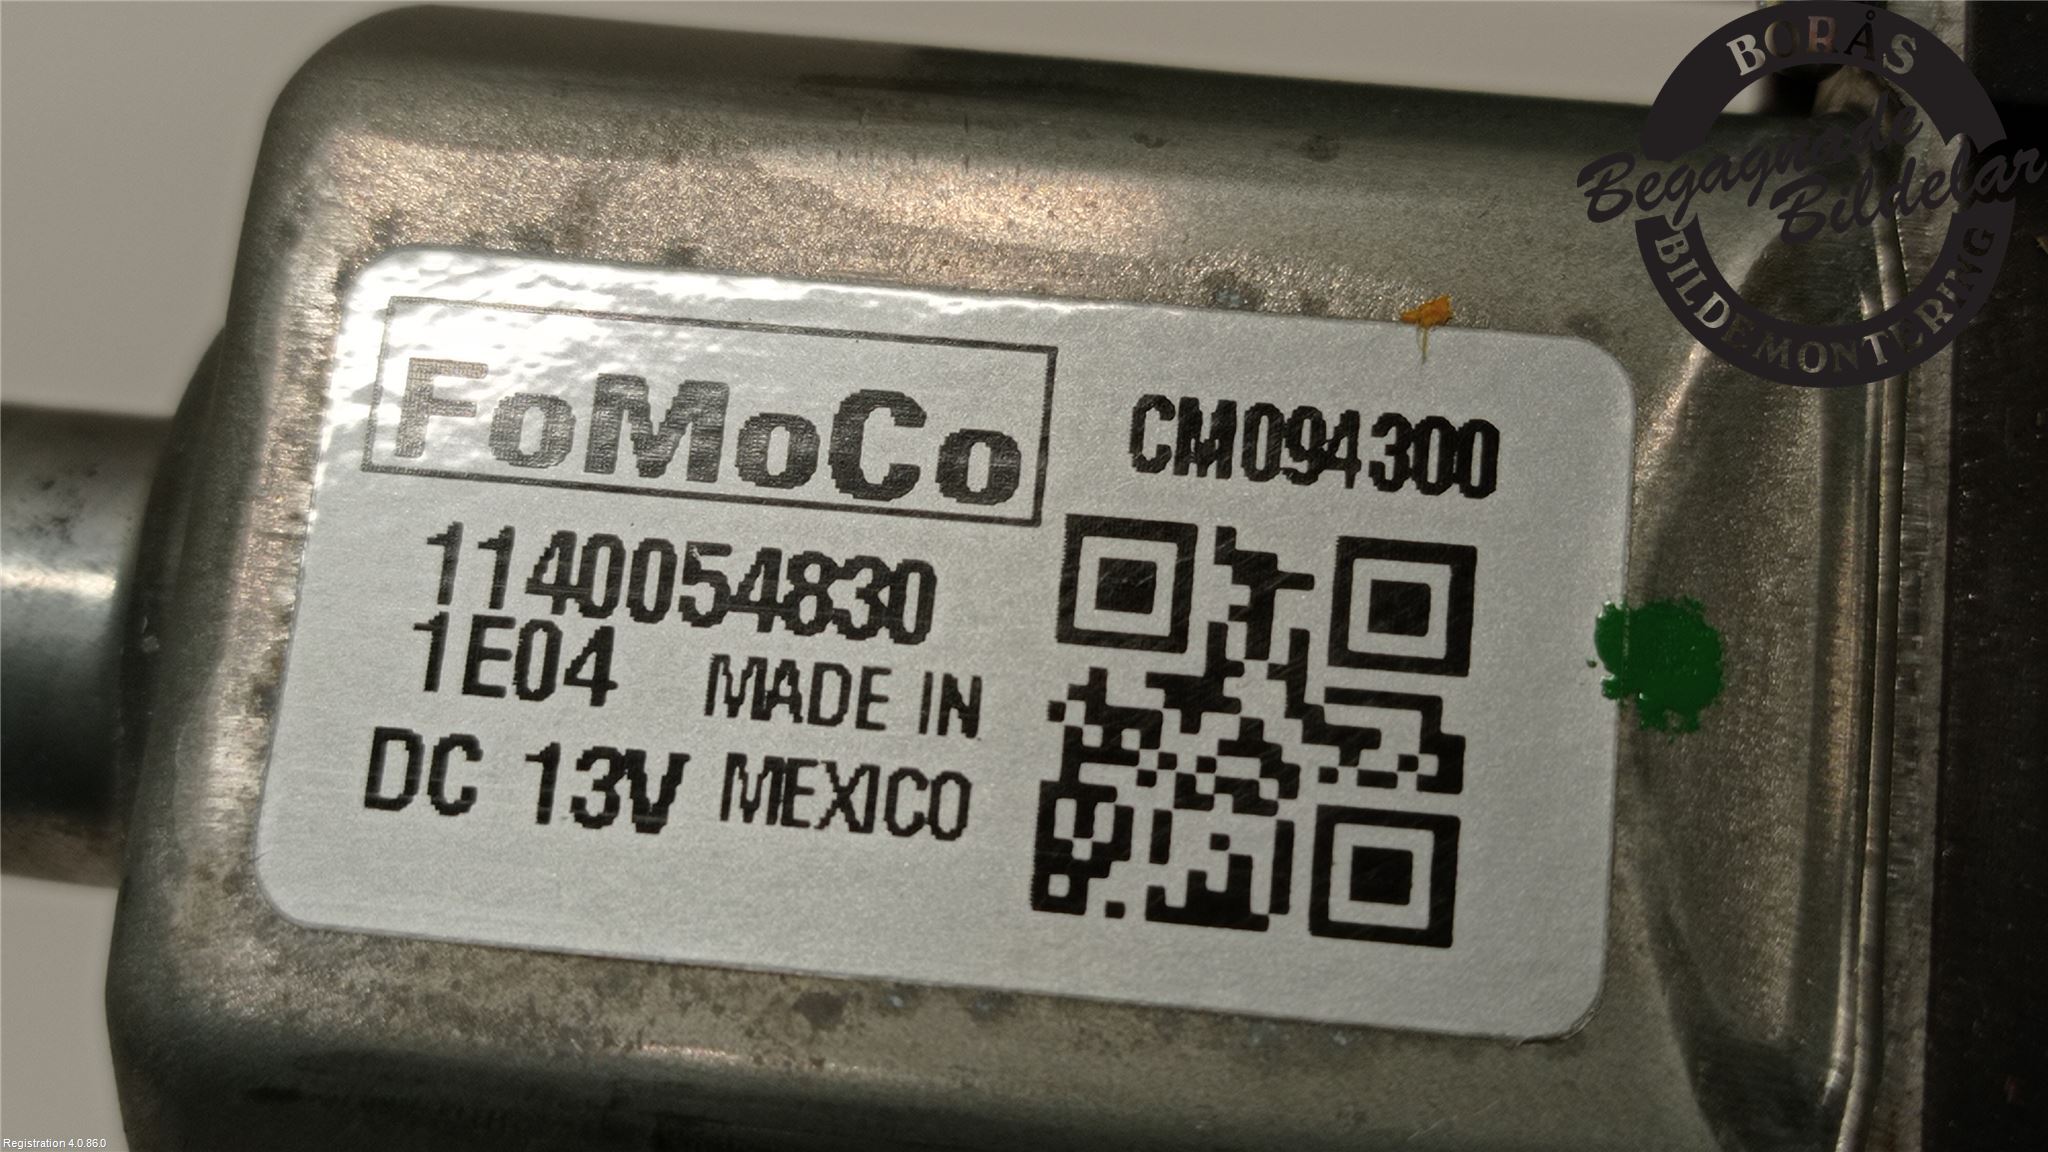 BORÅS
Begagnade
Bildelar
BILDEMONTERING
FoMoCo
CM094300
1140054830
1E04
MADE IN
DC 13V
MEXICO
Registration 4.0.86.0